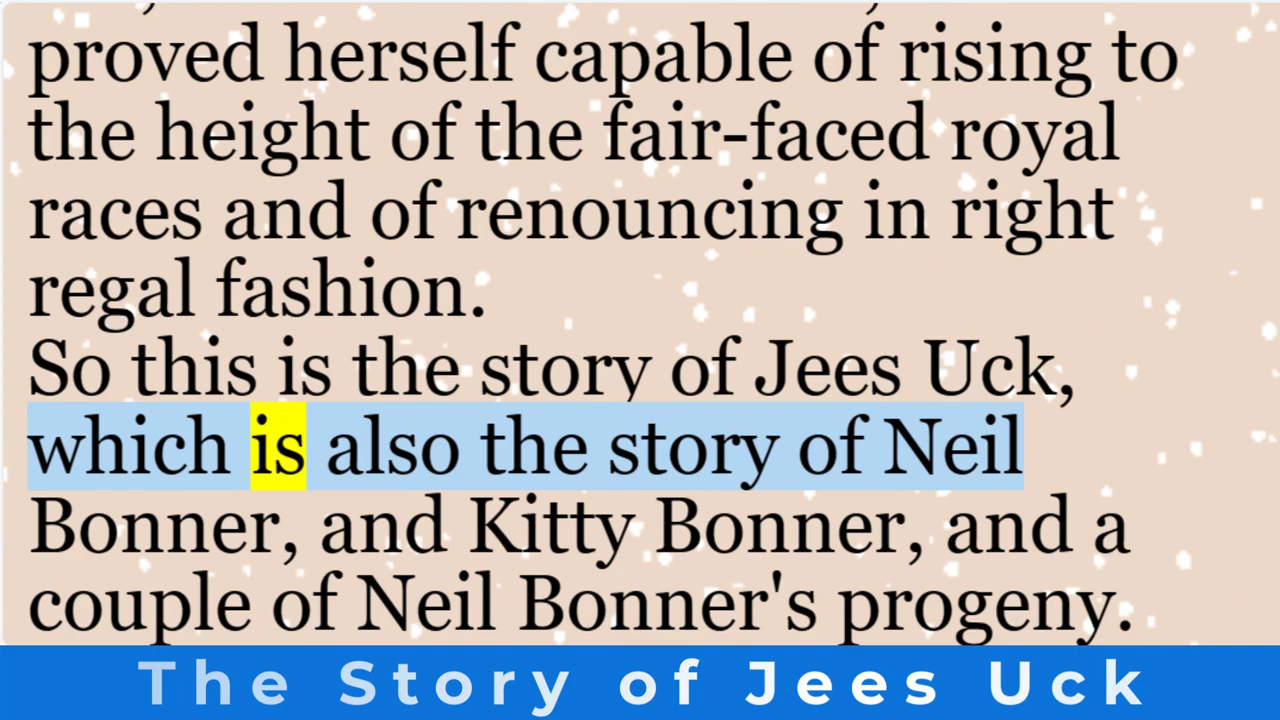 proved herself capable of rising to
the height of the fair-faced royal
races and of renouncing in right
regal fashion.
So this is the story of Jees Uck,
which is also the story of Neil
Bonner, and Kitty Bonner, and a
couple of Neil Bonner's progeny.
The Story of Jees Uck